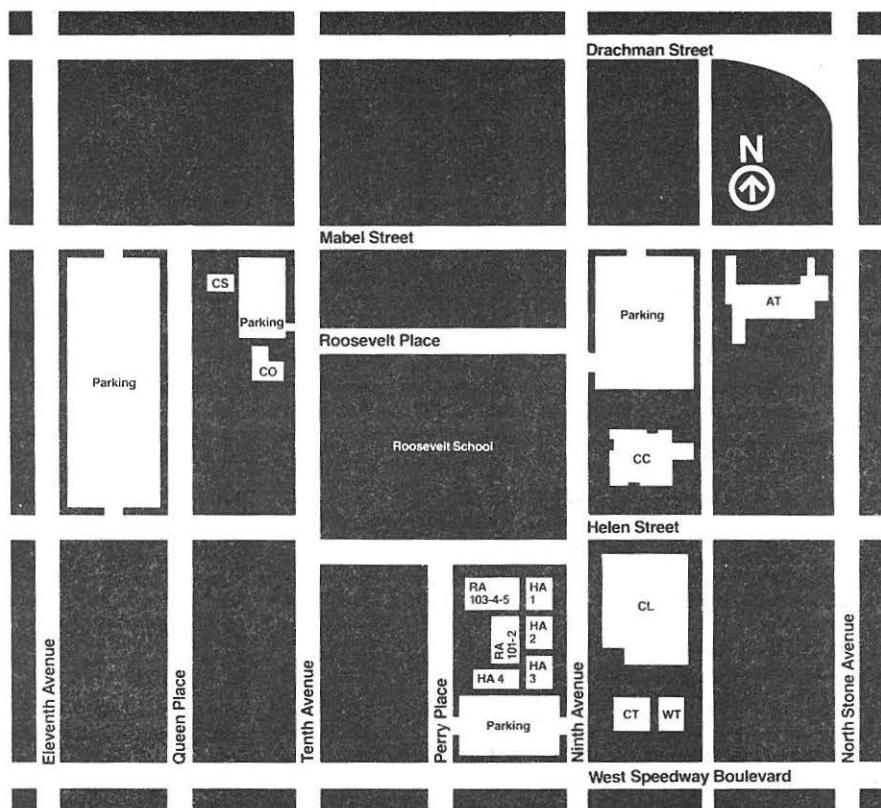 Drachman Street
N
Mabel Street
CS
Parking
CO
Parking
Roosevelt Place
Roosevelt School
Parking
AT
CC
Helen Street
RA
103-4-5
HA
1
RA
101-2
HA
2
HA 4
HA
3
Parking
CL
CT
WT
Eleventh Avenue
Queen Place
Tenth Avenue
Perry Place
Ninth Avenue
North Stone Avenue
West Speedway Boulevard